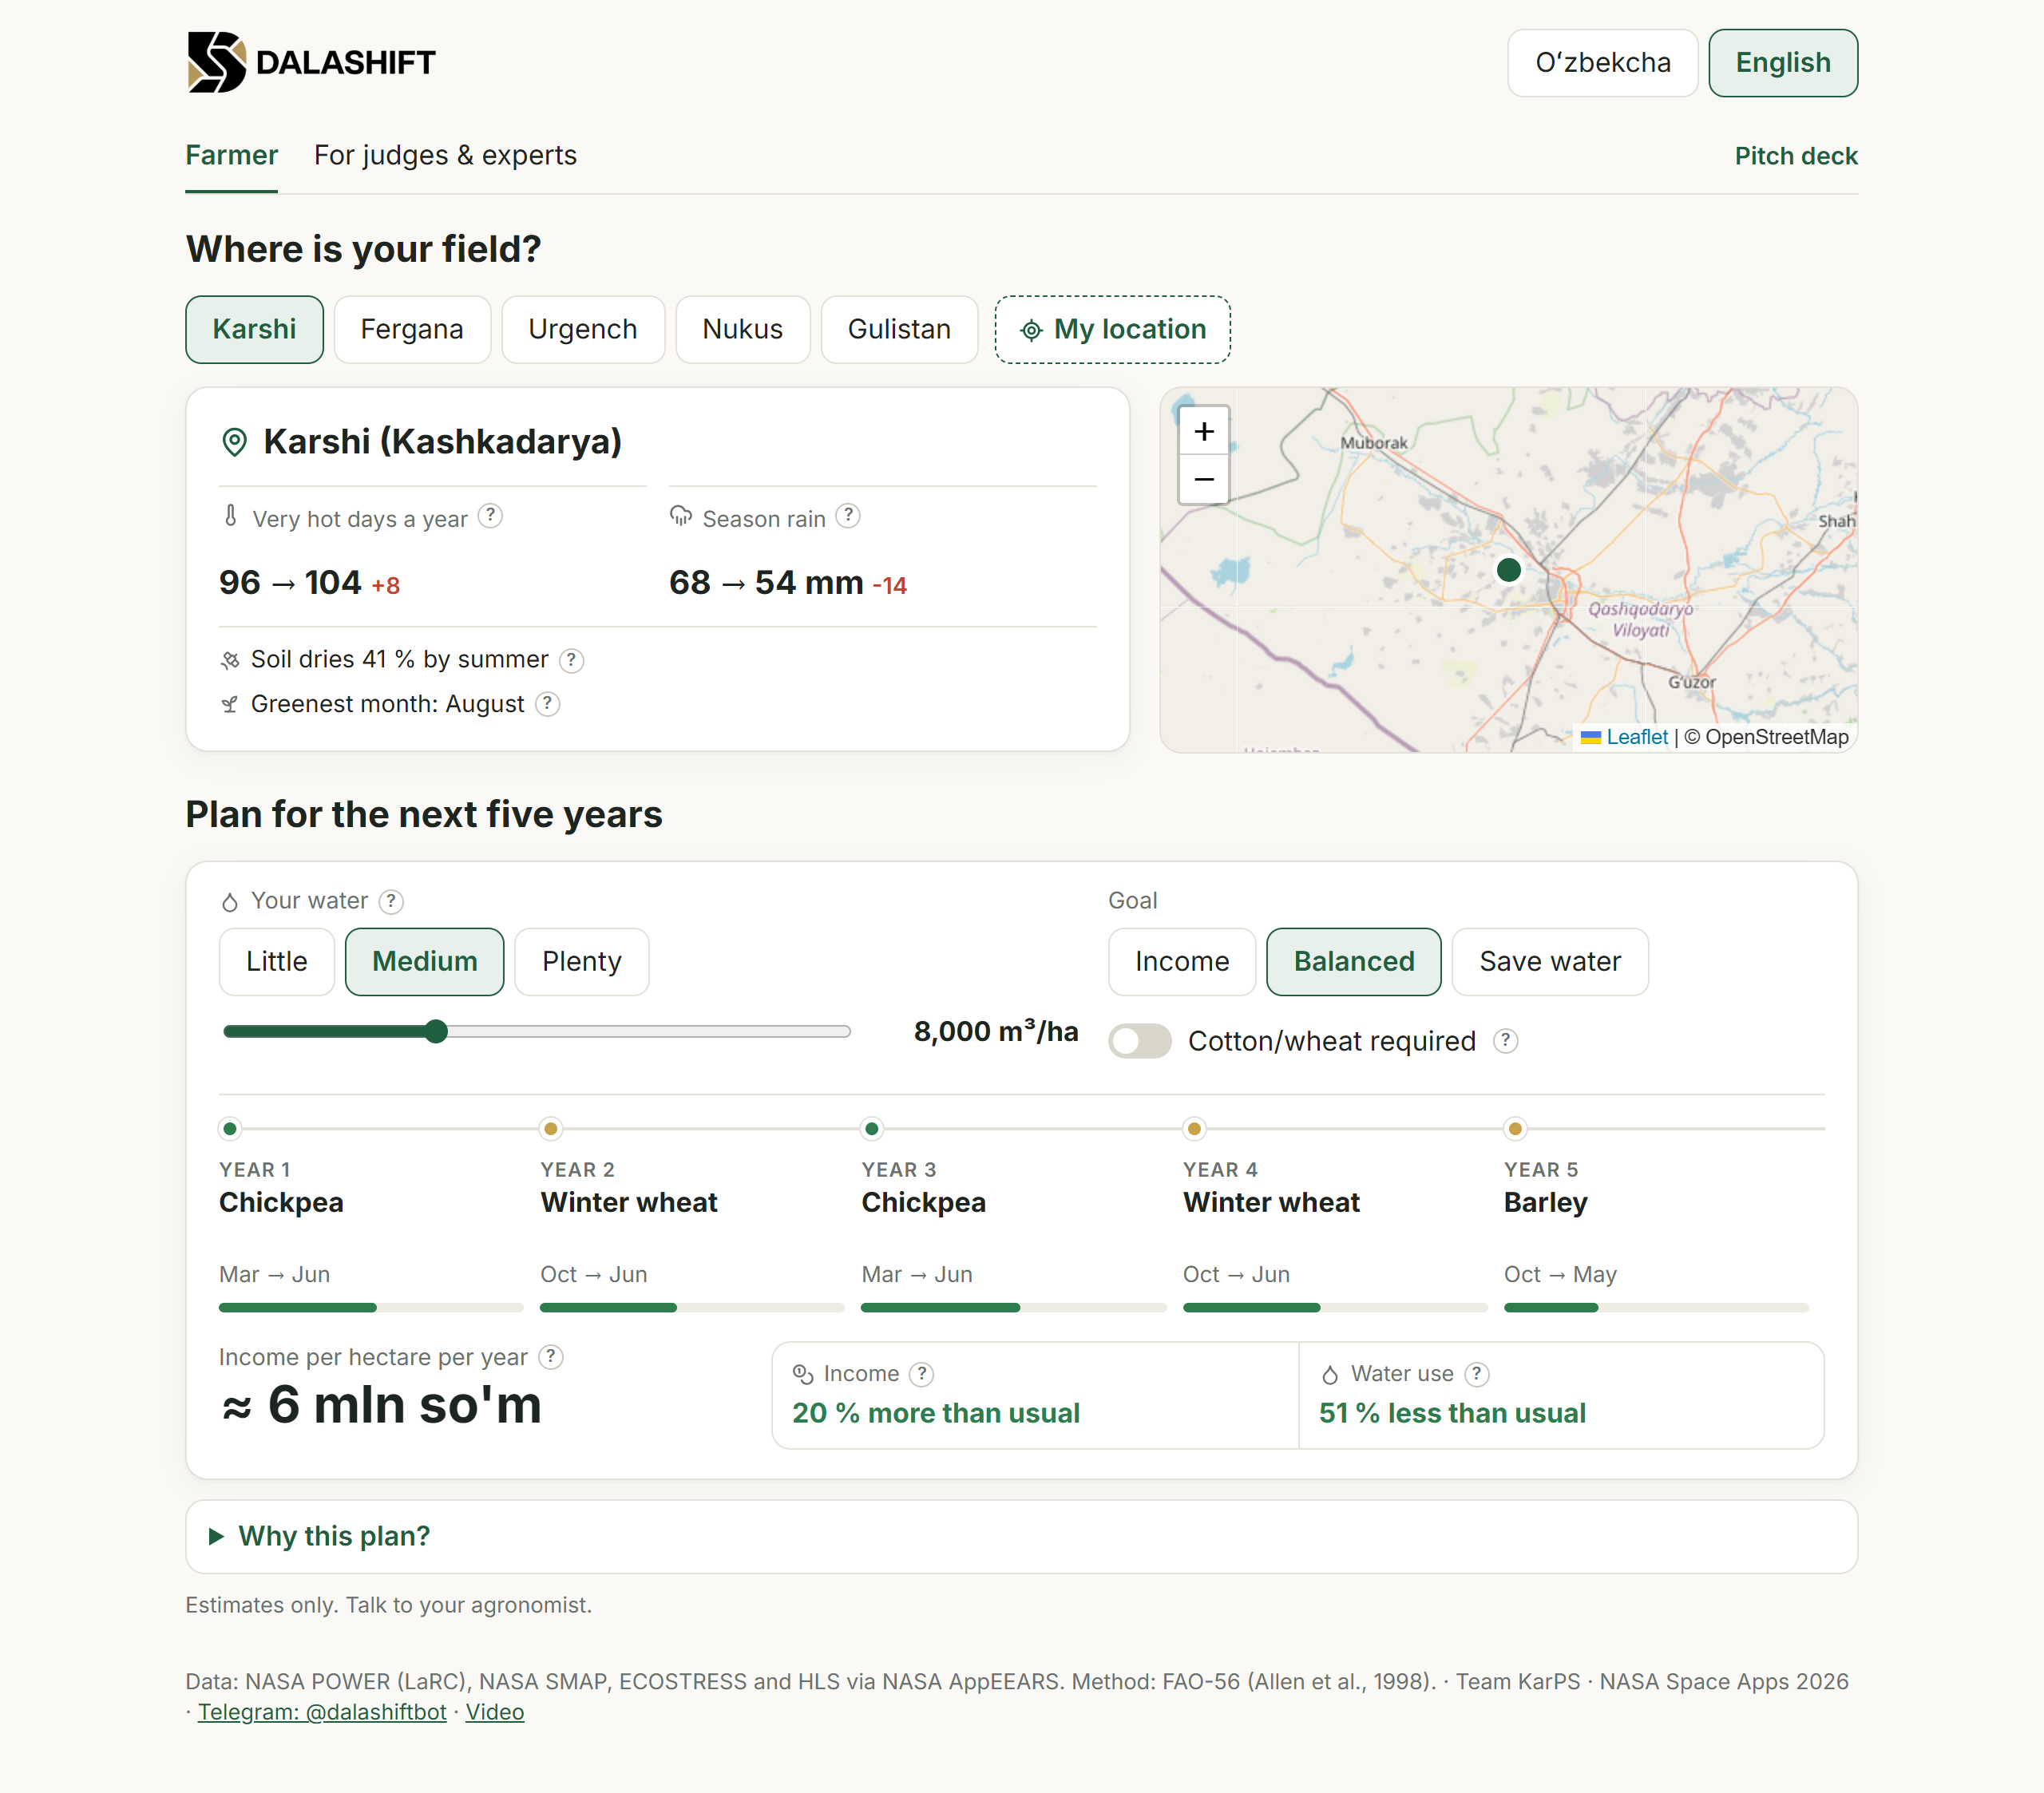 DALASHIFT
Oʻzbekcha
English
Farmer
For judges & experts
Pitch deck
Where is your field?
Karshi
Fergana
Urgench
Nukus
Gulistan
My location
Karshi (Kashkadarya)
Very hot days a year ?
Season rain ?
96 → 104 +8
68 → 54 mm -14
Soil dries 41 % by summer ?
Greenest month: August ?
+
−
Muborak
Shah
Qashqadaryo
Viloyati
G'uzor
Leaflet | © OpenStreetMap
Plan for the next five years
Your water ?
Goal
Little
Medium
Plenty
Income
Balanced
Save water
8,000 m³/ha
Cotton/wheat required ?
YEAR 1
Chickpea
Mar → Jun
YEAR 2
Winter wheat
Oct → Jun
YEAR 3
Chickpea
Mar → Jun
YEAR 4
Winter wheat
Oct → Jun
YEAR 5
Barley
Oct → May
Income per hectare per year ?
≈ 6 mln so'm
Income ?
20 % more than usual
Water use ?
51 % less than usual
Why this plan?
Estimates only. Talk to your agronomist.
Data: NASA POWER (LaRC), NASA SMAP, ECOSTRESS and HLS via NASA AppEEARS. Method: FAO-56 (Allen et al., 1998). · Team KarPS · NASA Space Apps 2026
· Telegram: @dalashiftbot · Video